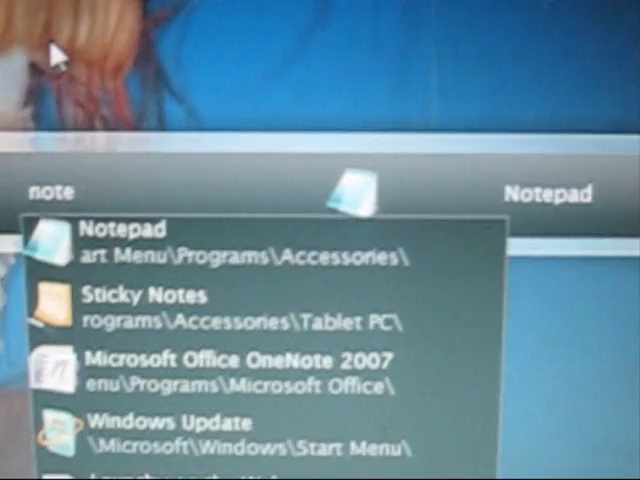 note
Notepad
Notepad
art Menu\Programs\Accessories\
Sticky Notes
rograms\Accessories\Tablet PC\
Microsoft Office OneNote 2007
enu\Programs\Microsoft Office\
Windows Update
\Microsoft\Windows\Start Menu\